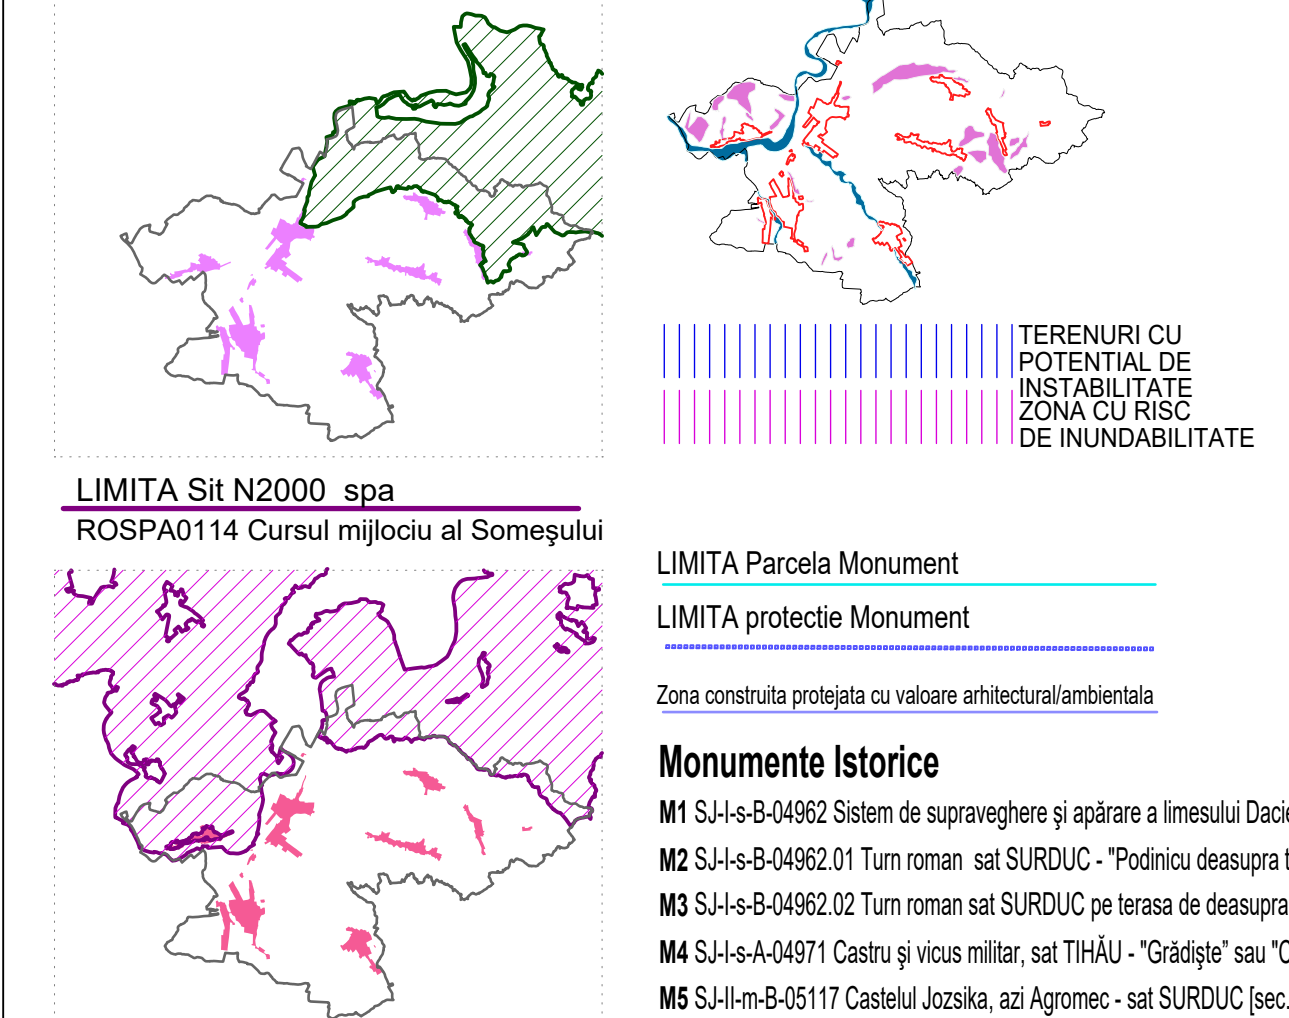 TERENURI CU
POTENTIAL DE
INSTABILITATE
ZONA CU RISC
DE INUNDABILITATE
LIMITA Sit N2000 spa
ROSPA0114 Cursul mijlociu al Someşului
LIMITA Parcela Monument
LIMITA protectie Monument
Zona construita protejata cu valoare arhitectural/ambientala
Monumente Istorice
M1 SJ-I-s-B-04962 Sistem de supraveghere şi apărare a limesului Dacie
M2 SJ-I-s-B-04962.01 Turn roman sat SURDUC - "Podinicu deasupra t
M3 SJ-I-s-B-04962.02 Turn roman sat SURDUC pe terasa de deasupra
M4 SJ-I-s-A-04971 Castru şi vicus militar, sat TIHĂU - "Grădişte” sau "C
M5 SJ-II-m-B-05117 Castelul Jozsika, azi Agromec - sat SURDUC [sec.